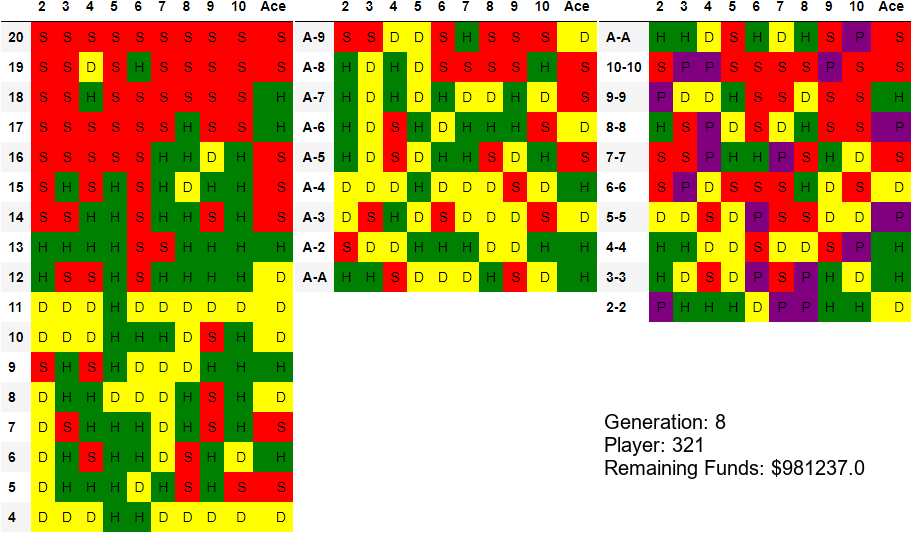 2 3 4 5 6 7 8 9 10 Ace
20 S S S S S S S S S S
19 S S D S H S S S S S
18 S S H S S S S S S H
17 S S S S S S H S S H
16 S S S S S H H D H S
15 S H S H S H D H H S
14 S S H H S H H S H S
13 H H H H S S H H H H
12 H S S H S H H H H D
11 D D D H D D D D D D
10 D D D H H H D S H D
9 S H S H D D D H H H
8 D H H D D D H S H D
7 D S H H H D H S H S
6 D H S H H D S H D H
5 D H H H D H S H S S
4 D D D H H D D D D D
2 3 4 5 6 7 8 9 10 Ace
A-9 S S D D S H S S S D
A-8 H D H D S S S S H S
A-7 H D H D H D D H D S
A-6 H D S H D H H H S D
A-5 H D S D H H S D H S
A-4 D D D H D D D S D H
A-3 D S H D S D D D S D
A-2 S D D H H H D D H H
A-A H H S D D D H S D H
2 3 4 5 6 7 8 9 10 Ace
A-A H H D S H D H S P S
10-10 S P P S S S S P S S
9-9 P D D H S S D S S H
8-8 H S P D S D H S S P
7-7 S S P H H P S H D S
6-6 S P D S S S H D S D
5-5 D D S D P S S D D P
4-4 H H D D S D D S P H
3-3 H D S D P S P H D H
2-2 P H H H D P P H H D
Generation: 8
Player: 321
Remaining Funds: $981237.0